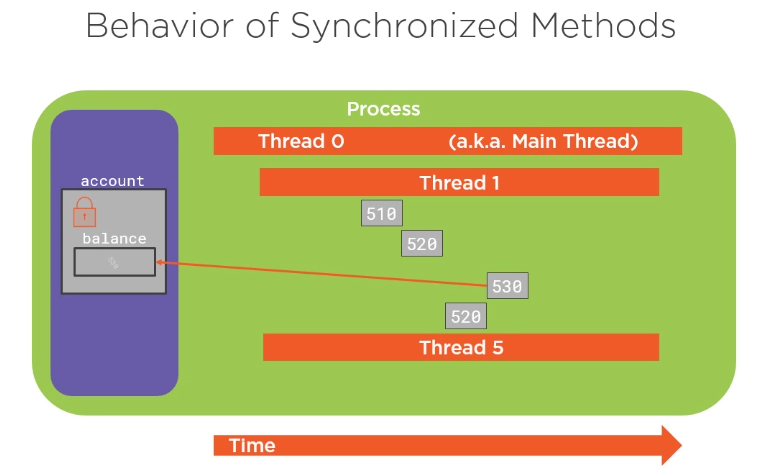 Behavior of Synchronized Methods
Process
Thread 0 (a.k.a. Main Thread)
Thread 1
account
510
balance
520
530
520
Thread 5
Time